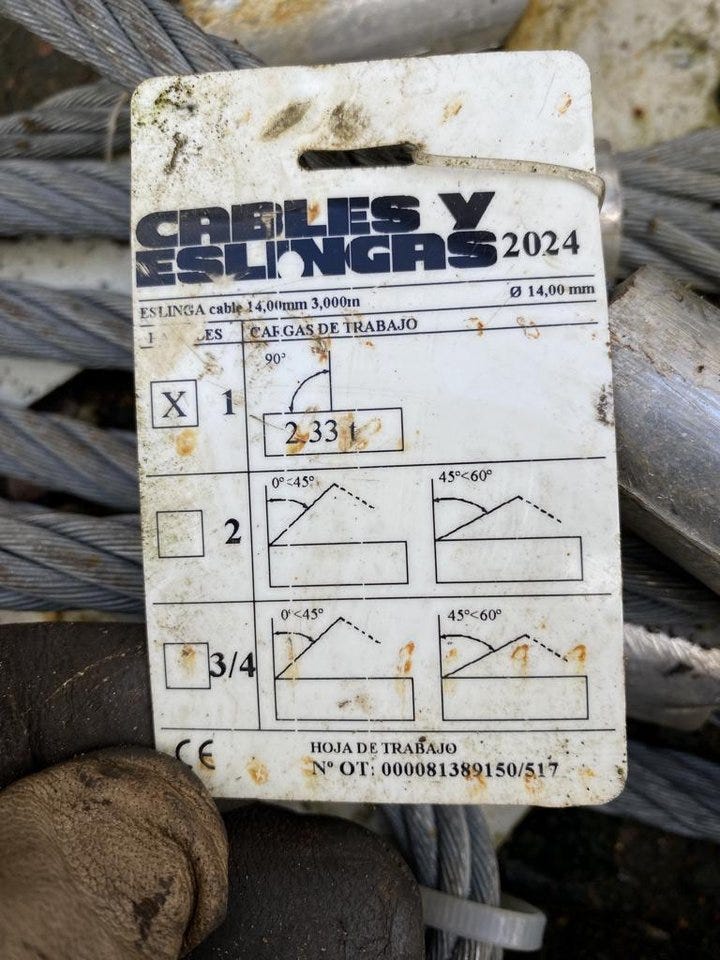 CABLES Y
ESLINGAS 2024
ESLINGA cable 14,00mm 3,000m Ø 14,00 mm
CARGAS DE TRABAJO
90°
X 1
2.33 t
0°<45° 45°<60°
2
0°<45° 45°<60°
3/4
CE HOJA DE TRABAJO
Nº OT: 000081389150/517